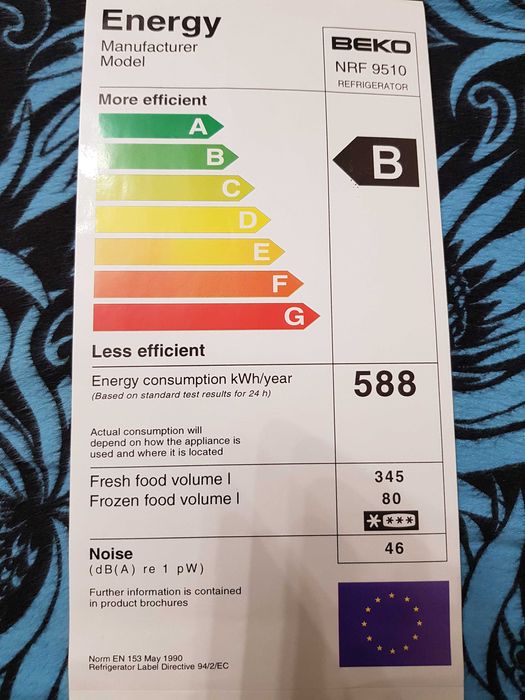 Energy
Manufacturer
Model
BEKO
NRF 9510
REFRIGERATOR
More efficient
A
B
C
D
E
F
G
B
Less efficient
Energy consumption kWh/year
(Based on standard test results for 24 h)
588
Actual consumption will
depend on how the appliance is
used and where it is located
Fresh food volume l
345
Frozen food volume l
80
* ***
Noise
(dB(A) re 1 pW)
46
Further information is contained
in product brochures
Norm EN 153 May 1990
Refrigerator Label Directive 94/2/EC